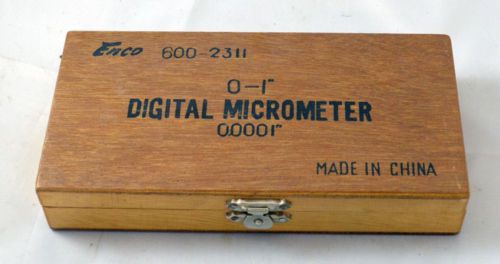 Enco 600-2311
0-1"
DIGITAL MICROMETER
0.0001"
MADE IN CHINA